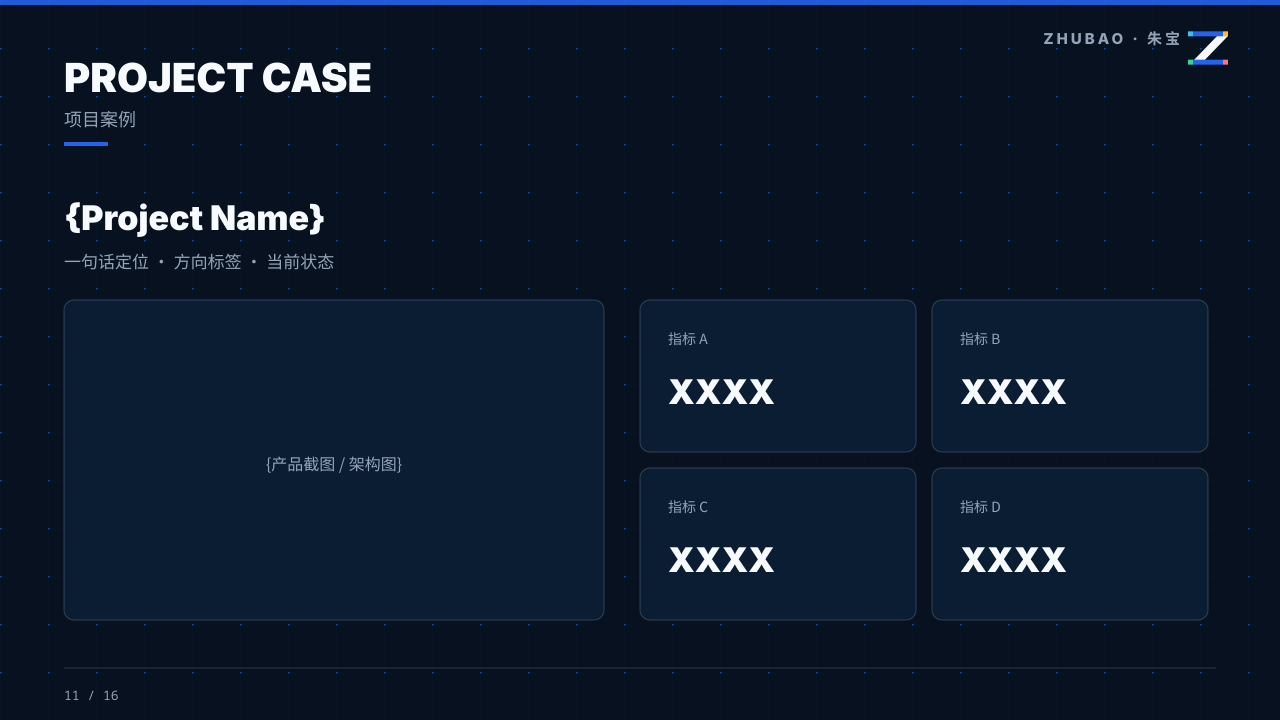 ZHUBAO · 朱宝
PROJECT CASE
项目案例
{Project Name}
一句话定位 • 方向标签 • 当前状态
{产品截图 / 架构图}
指标 A
XXXX
指标 B
XXXX
指标 C
XXXX
指标 D
XXXX
11 / 16